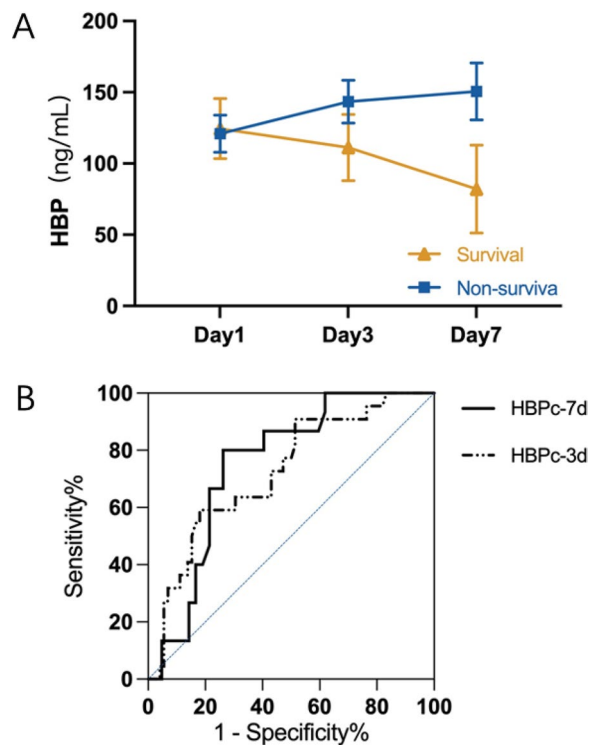 A
200
150
100
50
0
HBP (ng/mL)
Survival
Non-surviva
Day1 Day3 Day7
B
100
80
60
40
20
0
Sensitivity%
HBPc-7d
HBPc-3d
0 20 40 60 80 100
1 - Specificity%